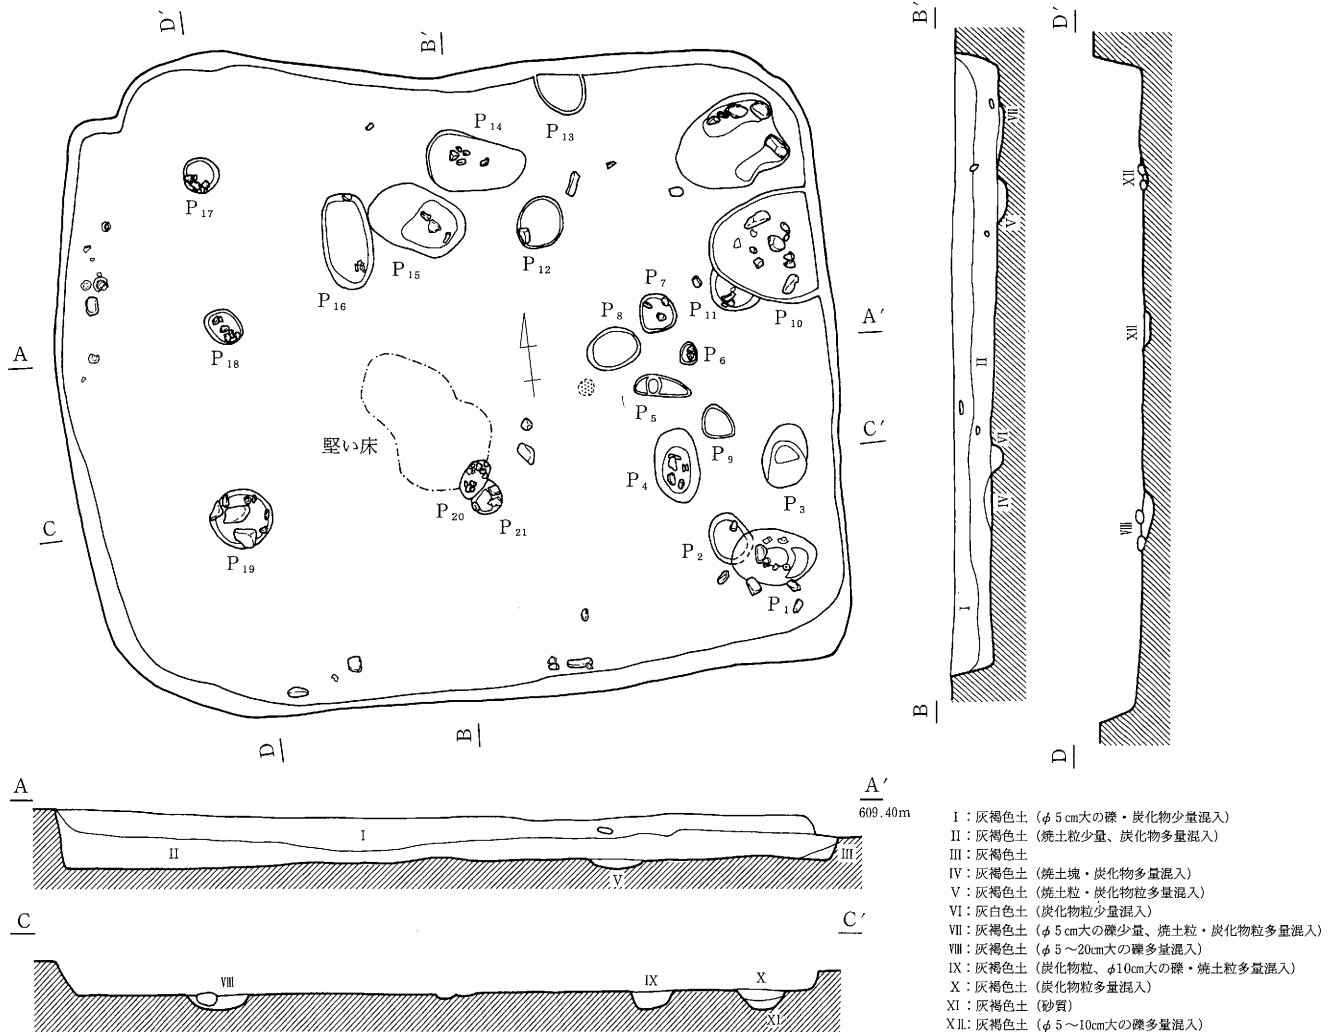 D′
B′
P₁₃
P₁₄
P₁₇
P₁₂
P₁₅
P₁₆
P₇
P₁₁
P₁₀
P₈
A′
A
P₆
P₁₈
P₅
C′
堅い床
P₉
P₄
P₃
P₂₀
P₂₁
C
P₂
P₁₉
P₁
D
B
B′
VII
V
II
VI
IV
I
B
D′
XII
XII
VIII
D
A
A′
609.40m
I
II
III
V
C
C′
VIII
IX
X
XI
I：灰褐色土（φ5cm大の礫・炭化物少量混入）
II：灰褐色土（焼土粒少量、炭化物多量混入）
III：灰褐色土
IV：灰褐色土（焼土塊・炭化物多量混入）
V：灰褐色土（焼土粒・炭化物粒多量混入）
VI：灰白色土（炭化物粒少量混入）
VII：灰褐色土（φ5cm大の礫少量、焼土粒・炭化物粒多量混入）
VIII：灰褐色土（φ5～20cm大の礫多量混入）
IX：灰褐色土（炭化物粒、φ10cm大の礫・焼土粒多量混入）
X：灰褐色土（炭化物粒多量混入）
XI：灰褐色土（砂質）
XII：灰褐色土（φ5～10cm大の礫多量混入）